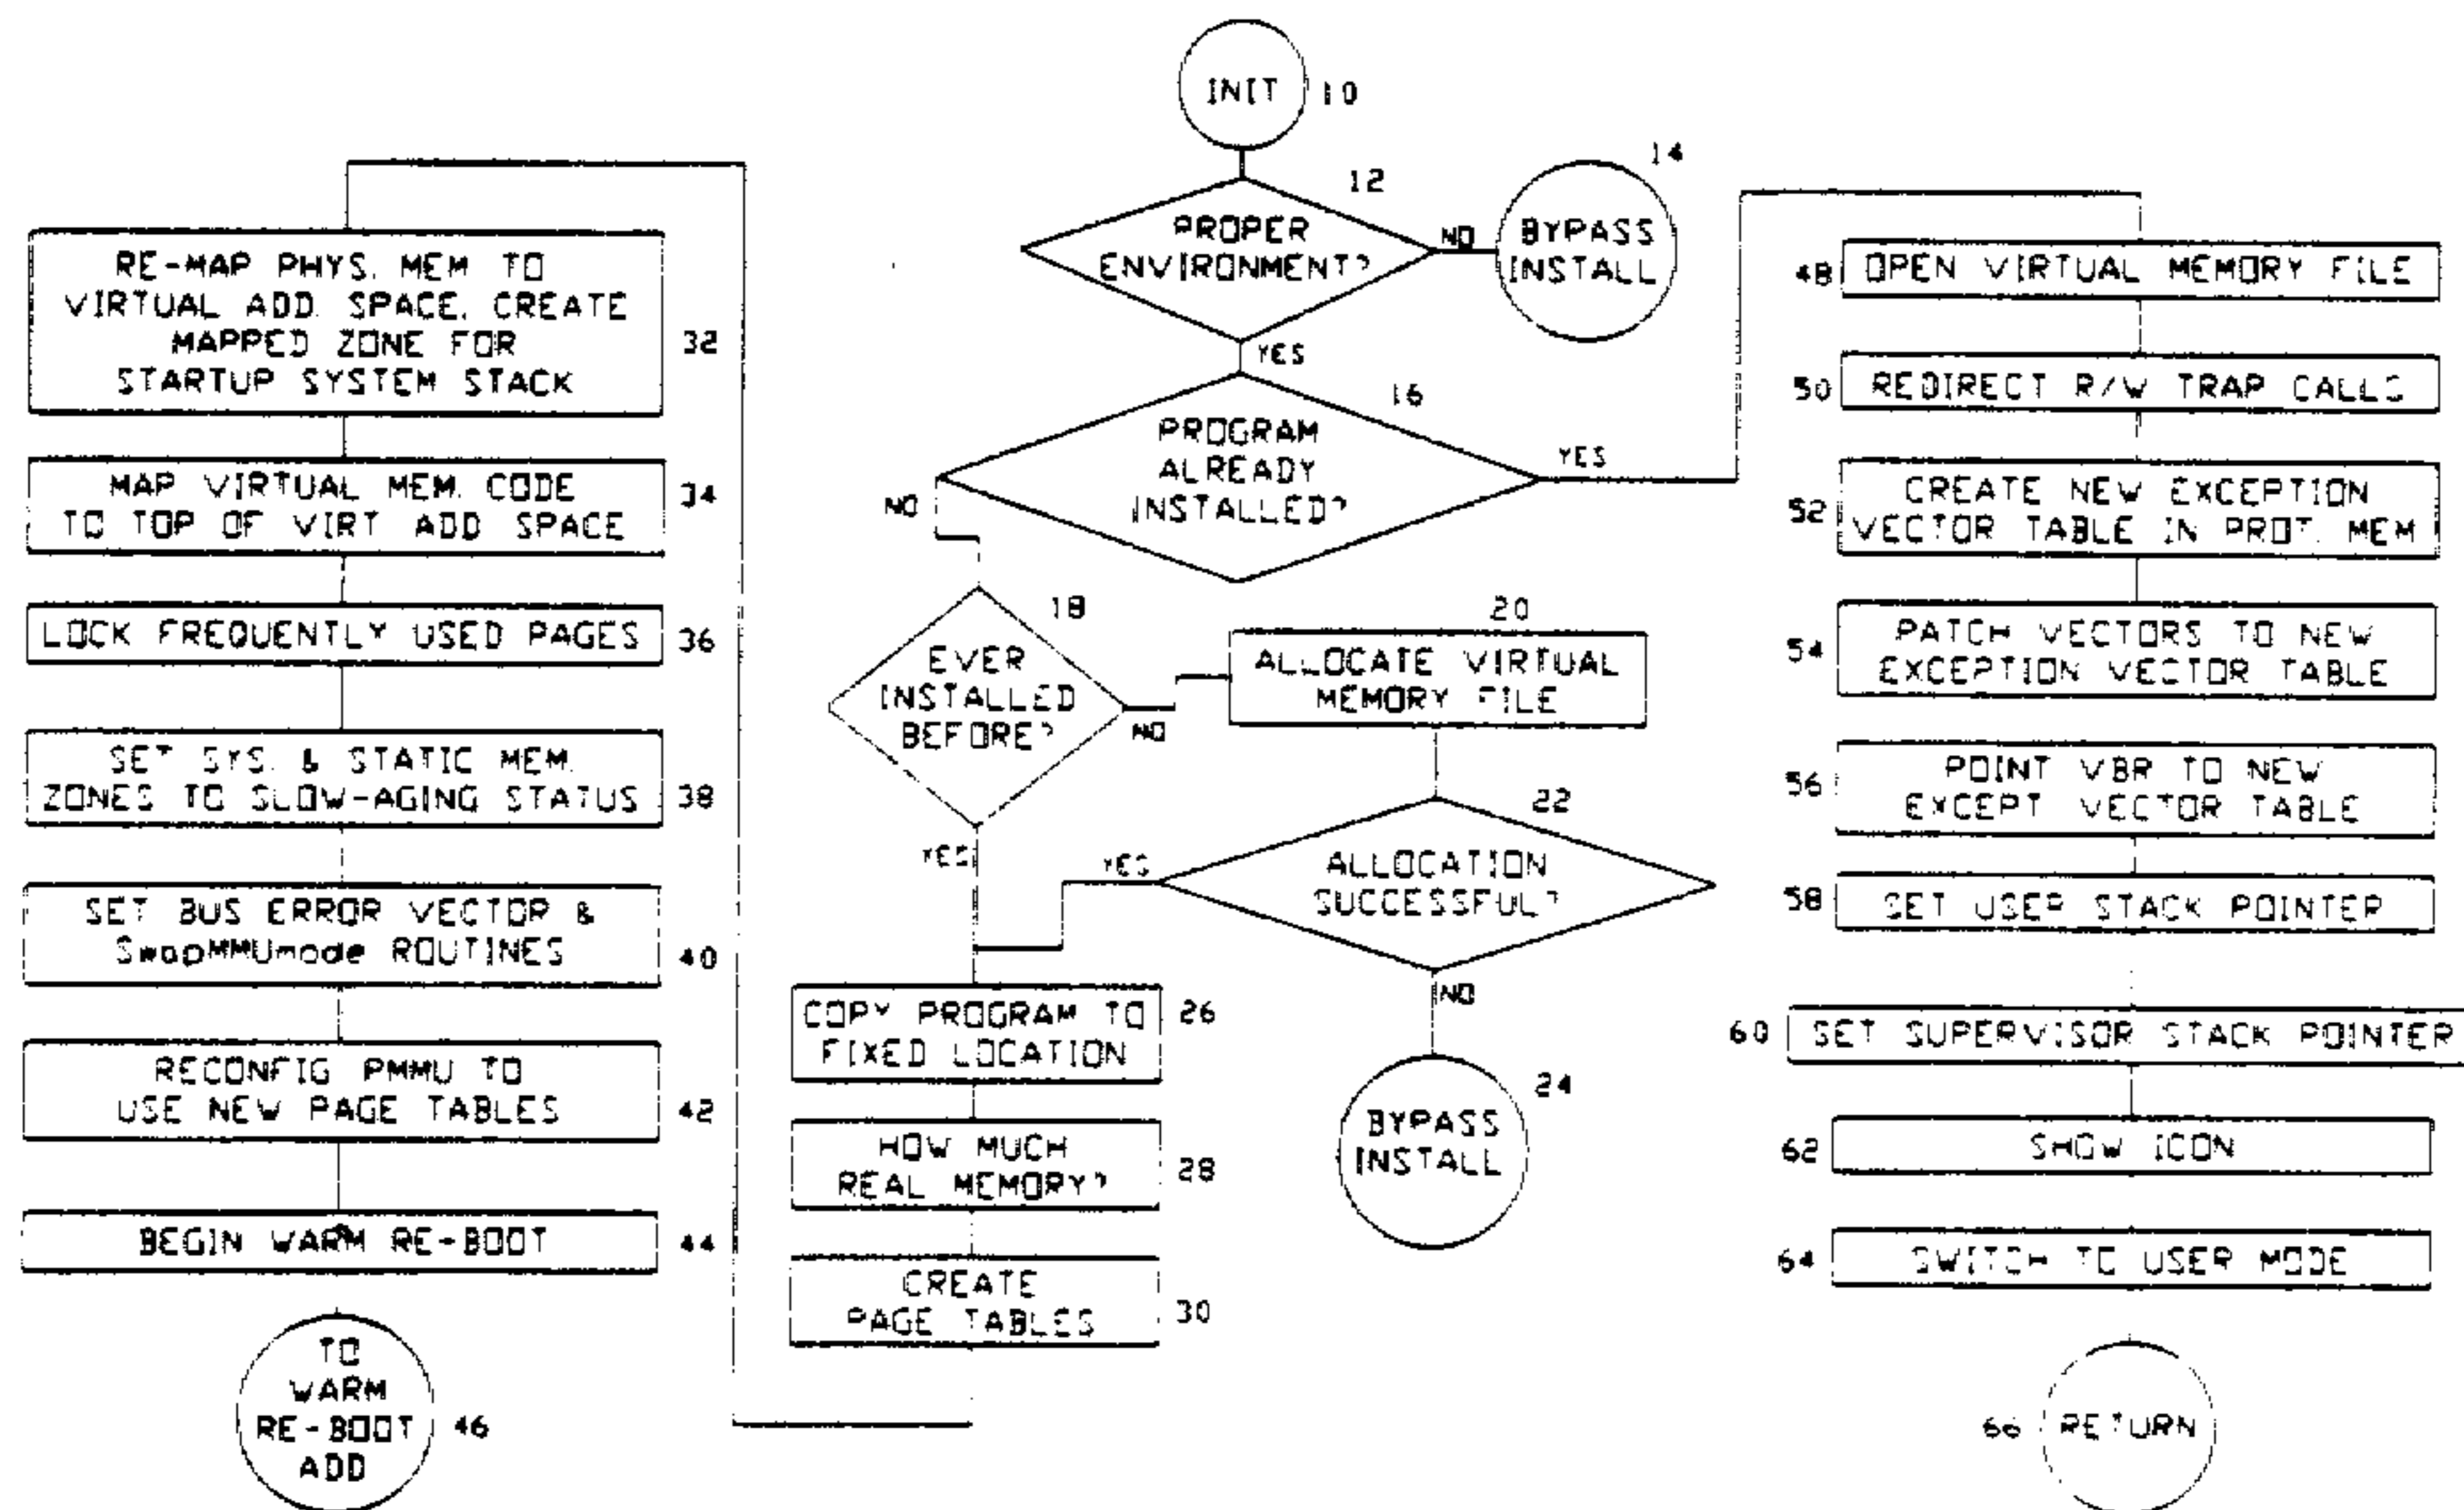 INIT
10
12
PROPER
ENVIRONMENT?
NO
14
BYPASS
INSTALL
YES
16
PROGRAM
ALREADY
INSTALLED?
YES
NO
18
EVER
INSTALLED
BEFORE?
NO
YES
20
ALLOCATE VIRTUAL
MEMORY FILE
22
ALLOCATION
SUCCESSFUL?
YES
NO
24
BYPASS
INSTALL
COPY PROGRAM TO
FIXED LOCATION
26
HOW MUCH
REAL MEMORY?
28
CREATE
PAGE TABLES
30
RE-MAP PHYS. MEM TO
VIRTUAL ADD. SPACE. CREATE
MAPPED ZONE FOR
STARTUP SYSTEM STACK
32
MAP VIRTUAL MEM. CODE
TO TOP OF VIRT ADD SPACE
34
LOCK FREQUENTLY USED PAGES
36
SET SYS. & STATIC MEM.
ZONES TO SLOW-AGING STATUS
38
SET BUS ERROR VECTOR &
SwapMMUmode ROUTINES
40
RECONFIG PMMU TO
USE NEW PAGE TABLES
42
BEGIN WARM RE-BOOT
44
TO
WARM
RE-BOOT
ADD
46
48
OPEN VIRTUAL MEMORY FILE
50
REDIRECT R/W TRAP CALLS
52
CREATE NEW EXCEPTION
VECTOR TABLE IN PROT. MEM
54
PATCH VECTORS TO NEW
EXCEPTION VECTOR TABLE
56
POINT VBR TO NEW
EXCEPT VECTOR TABLE
58
SET USER STACK POINTER
60
SET SUPERVISOR STACK POINTER
62
SHOW ICON
64
SWITCH TO USER MODE
66
RETURN